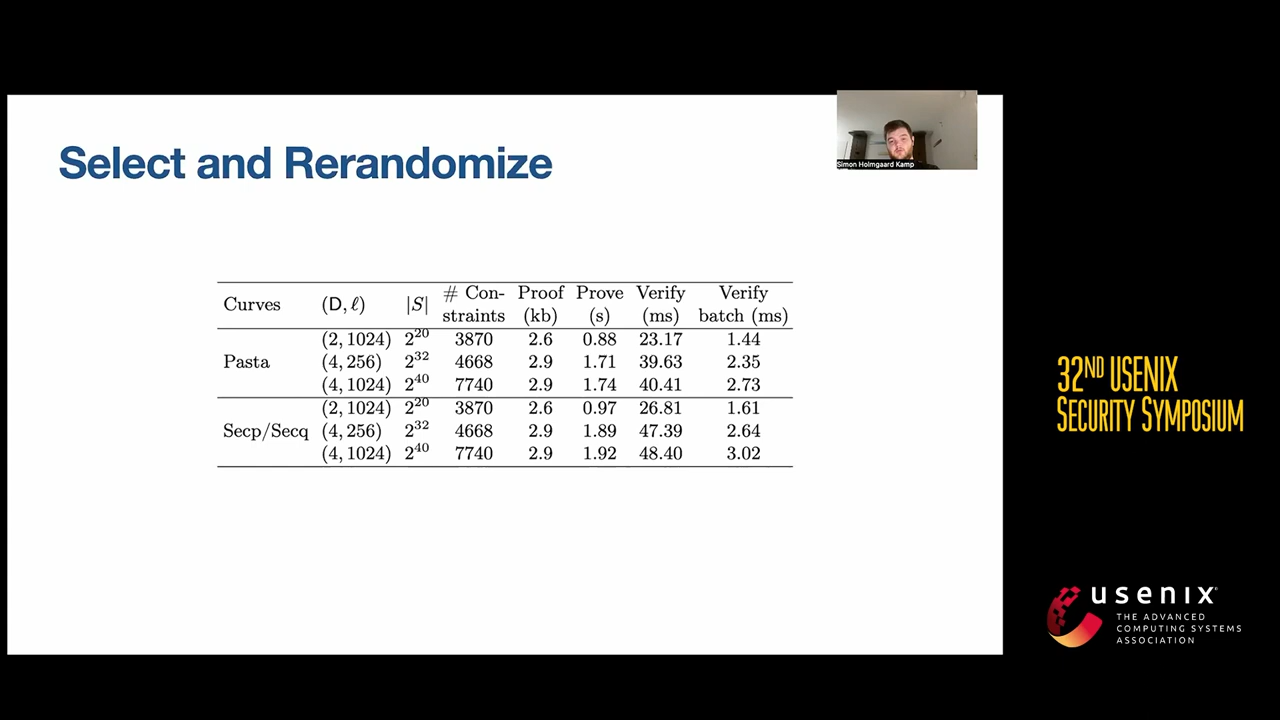 Select and Rerandomize
Simon Holmgaard Kamp
Curves (D, ℓ) |S| # Con-straints Proof (kb) Prove (s) Verify (ms) Verify batch (ms)
(2, 1024) 2^20 3870 2.6 0.88 23.17 1.44
Pasta (4, 256) 2^32 4668 2.9 1.71 39.63 2.35
(4, 1024) 2^40 7740 2.9 1.74 40.41 2.73
(2, 1024) 2^20 3870 2.6 0.97 26.81 1.61
Secp/Secq (4, 256) 2^32 4668 2.9 1.89 47.39 2.64
(4, 1024) 2^40 7740 2.9 1.92 48.40 3.02
32ND USENIX
SECURITY SYMPOSIUM
usenix
THE ADVANCED
COMPUTING SYSTEMS
ASSOCIATION